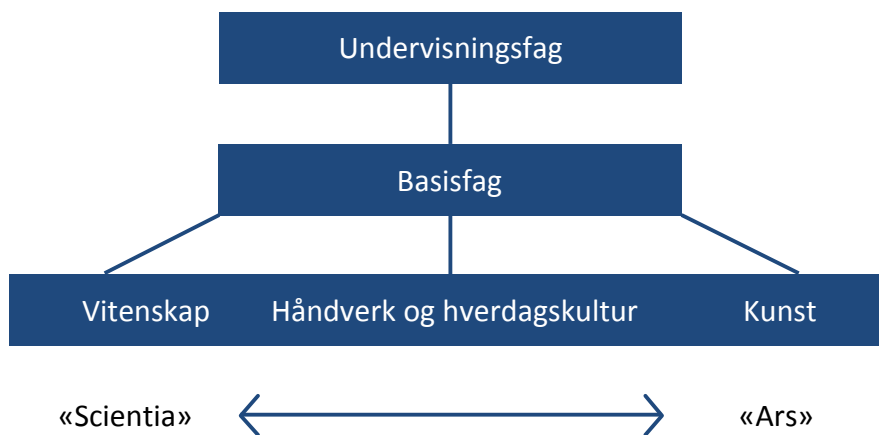 Undervisningsfag
Basisfag
Vitenskap Håndverk og hverdagskultur Kunst
«Scientia» «Ars»